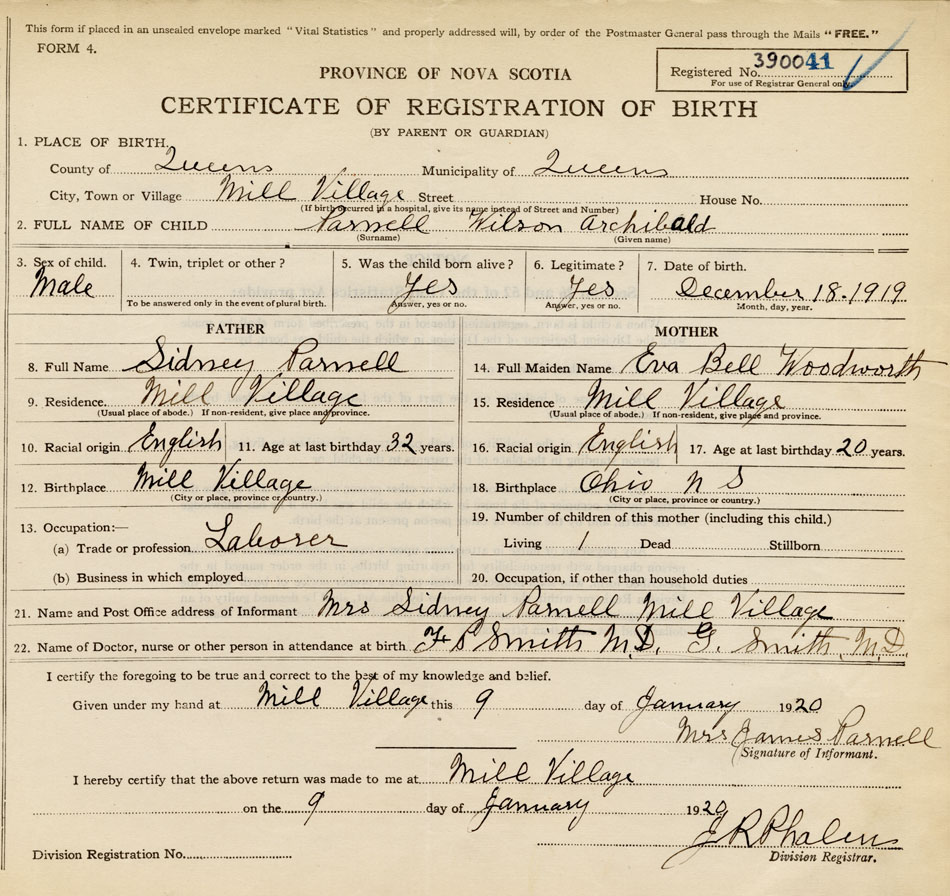 This form if placed in an unsealed envelope marked "Vital Statistics" and properly addressed will, by order of the Postmaster General pass through the Mails "FREE."
FORM 4.
Registered No. 390041
For use of Registrar General only.
PROVINCE OF NOVA SCOTIA
CERTIFICATE OF REGISTRATION OF BIRTH
(BY PARENT OR GUARDIAN)
1. PLACE OF BIRTH.
County of Queens Municipality of Queens
City, Town or Village Mill Village Street House No.
(If birth occurred in a hospital, give its name instead of Street and Number)
2. FULL NAME OF CHILD Parnell Wilson Archibald
(Surname) (Given name)
3. Sex of child. 4. Twin, triplet or other? 5. Was the child born alive? 6. Legitimate? 7. Date of birth.
Male Yes Yes December 18. 1919
To be answered only in the event of plural birth. Answer, yes or no. Answer, yes or no. Month, day, year.
FATHER MOTHER
8. Full Name Sidney Parnell 14. Full Maiden Name Eva Bell Woodworth
9. Residence. Mill Village 15. Residence Mill Village
(Usual place of abode.) If non-resident, give place and province. (Usual place of abode.) If non-resident, give place and province.
10. Racial origin English 11. Age at last birthday 32 years. 16. Racial origin English 17. Age at last birthday 20 years.
12. Birthplace Mill Village 18. Birthplace Ohio N S
(City or place, province or country.) (City or place, province or country?)
13. Occupation:— 19. Number of children of this mother (including this child.)
(a) Trade or profession Laborer Living 1 Dead Stillborn
(b) Business in which employed 20. Occupation, if other than household duties
21. Name and Post Office address of Informant Mrs Sidney Parnell Mill Village
22. Name of Doctor, nurse or other person in attendance at birth Smith M.D. G. Smith, M.D.
I certify the foregoing to be true and correct to the best of my knowledge and belief.
Given under my hand at Mill Village this 9 day of January 1920
Mrs James Parnell
(Signature of Informant.
I hereby certify that the above return was made to me at Mill Village
on the 9 day of January 1920
J R Phalen
Division Registration No. Division Registrar.